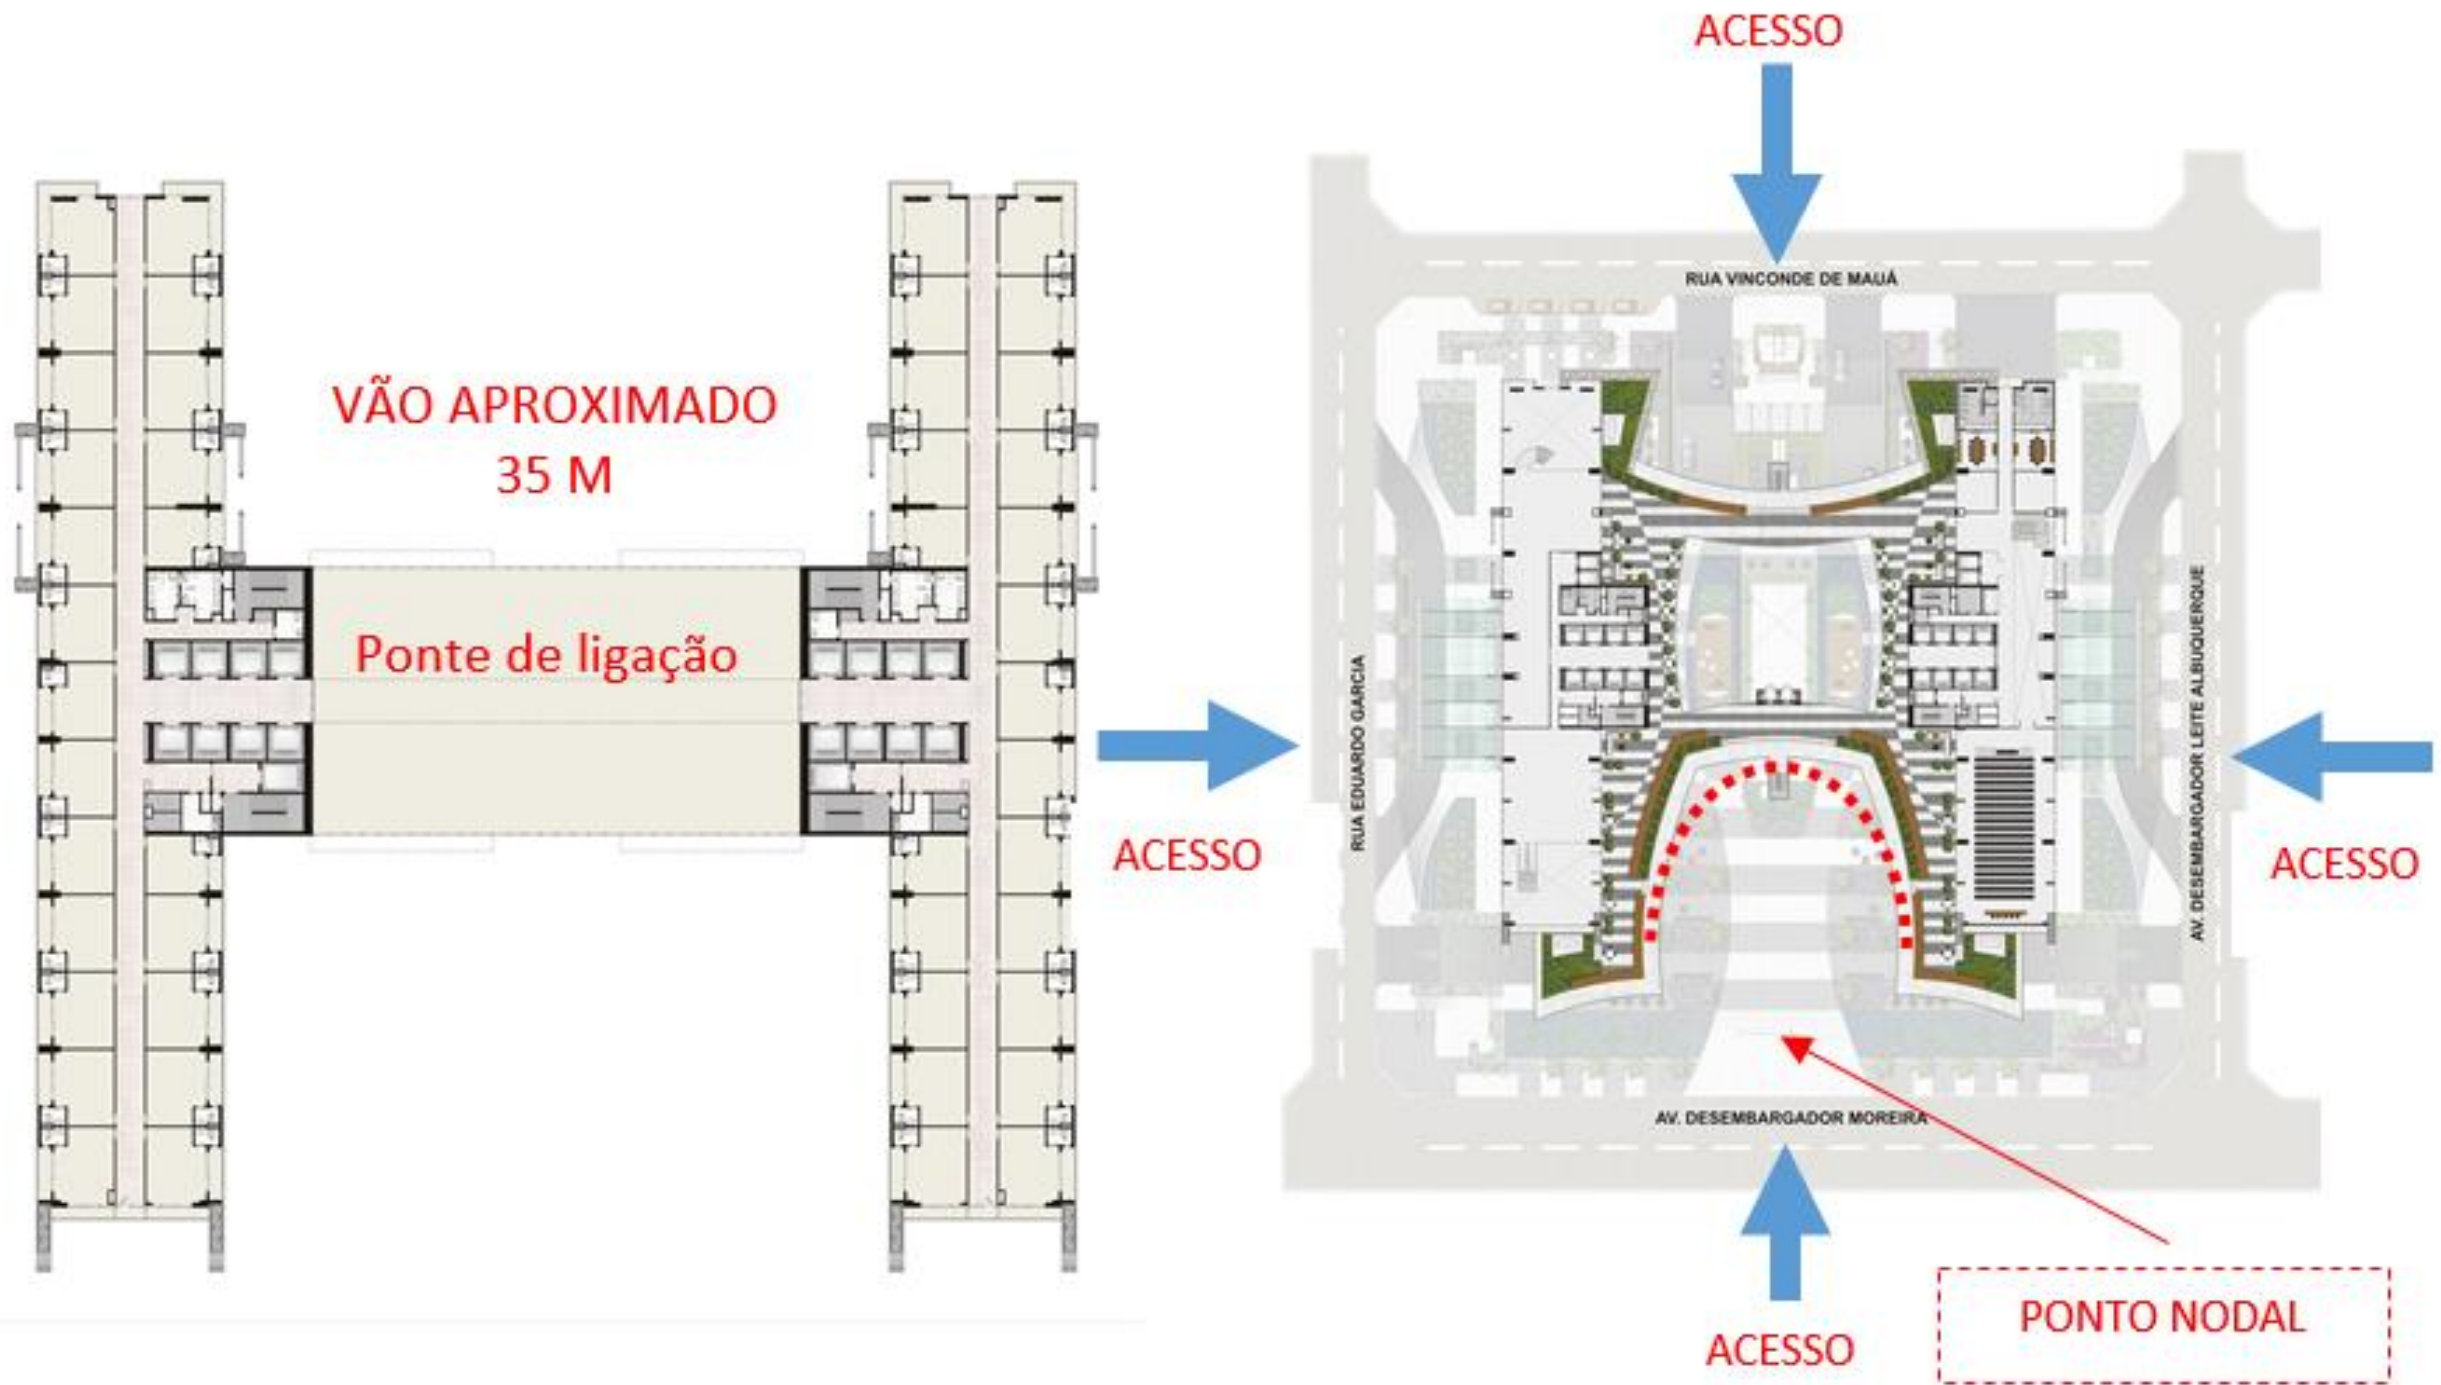 VÃO APROXIMADO
35 M
Ponte de ligação
ACESSO
RUA VINCONDE DE MAUÁ
RUA EDUARDO GARCIA
AV. DESEMBARGADOR LEITE ALBUQUERQUE
ACESSO
ACESSO
AV. DESEMBARGADOR MOREIRA
ACESSO
PONTO NODAL